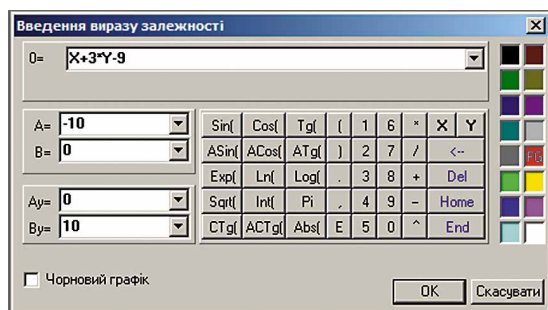 Введення виразу залежності
0= X+3*Y-9
A= -10
B= 0
Ay= 0
By= 10
Sin( Cos( Tg( ( 1 6 * X Y
ASin( ACos( ATg( ) 2 7 / <--
Exp( Ln( Log( . 3 8 + Del
Sqrt( Int( Pi , 4 9 - Home
CTg( ACTg( Abs( E 5 0 ^ End
FG
Чорновий графік
OK Скасувати